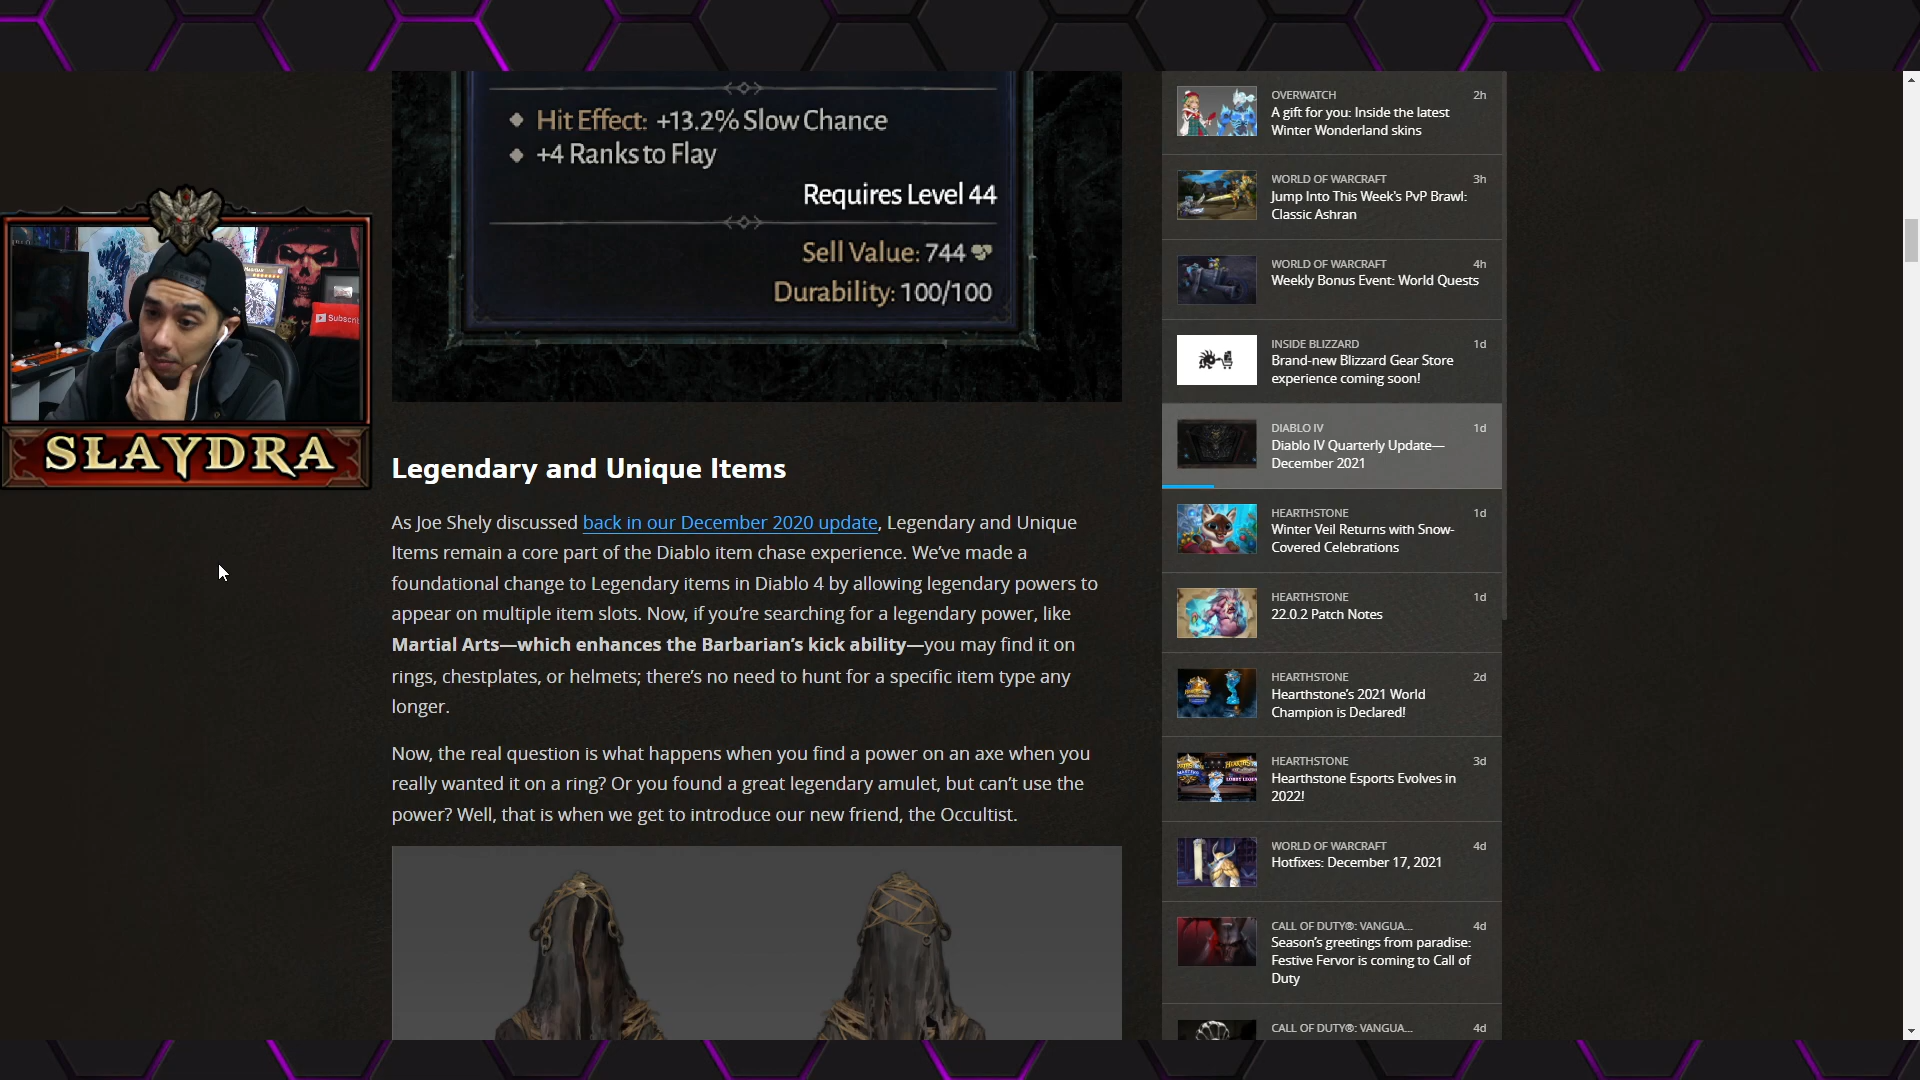 Hit Effect: +13.2% Slow Chance
+4 Ranks to Flay
Requires Level 44
Sell Value: 744
Durability: 100/100
Subscri
SLAYDRA
Legendary and Unique Items
As Joe Shely discussed back in our December 2020 update, Legendary and Unique
Items remain a core part of the Diablo item chase experience. We've made a
foundational change to Legendary items in Diablo 4 by allowing legendary powers to
appear on multiple item slots. Now, if you're searching for a legendary power, like
Martial Arts—which enhances the Barbarian's kick ability—you may find it on
rings, chestplates, or helmets; there's no need to hunt for a specific item type any
longer.
Now, the real question is what happens when you find a power on an axe when you
really wanted it on a ring? Or you found a great legendary amulet, but can't use the
power? Well, that is when we get to introduce our new friend, the Occultist.
OVERWATCH 2h
A gift for you: Inside the latest
Winter Wonderland skins
WORLD OF WARCRAFT 3h
Jump Into This Week's PvP Brawl:
Classic Ashran
WORLD OF WARCRAFT 4h
Weekly Bonus Event: World Quests
INSIDE BLIZZARD 1d
Brand-new Blizzard Gear Store
experience coming soon!
DIABLO IV 1d
Diablo IV Quarterly Update—
December 2021
HEARTHSTONE 1d
Winter Veil Returns with Snow-
Covered Celebrations
HEARTHSTONE 1d
22.0.2 Patch Notes
HEARTHSTONE 2d
Hearthstone's 2021 World
Champion is Declared!
HEARTHSTONE 3d
Hearthstone Esports Evolves in
2022!
WORLD OF WARCRAFT 4d
Hotfixes: December 17, 2021
CALL OF DUTY®: VANGUA... 4d
Season's greetings from paradise:
Festive Fervor is coming to Call of
Duty
CALL OF DUTY®: VANGUA... 4d